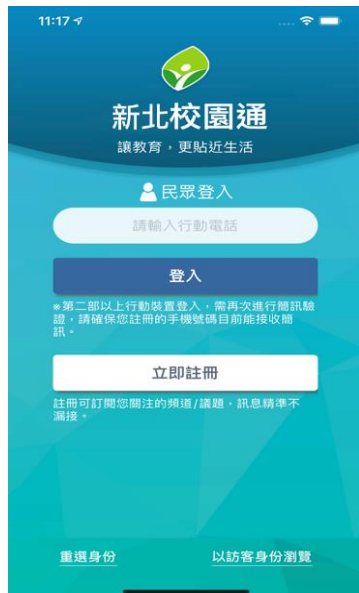 11:17
新北校園通
讓教育，更貼近生活
民眾登入
請輸入行動電話
登入
※第二部以上行動裝置登入，需再次進行簡訊驗
證，請確保您註冊的手機號碼目前能接收簡
訊。
立即註冊
註冊可訂閱您關注的頻道/議題，訊息精準不
漏接。
重選身份
以訪客身份瀏覽